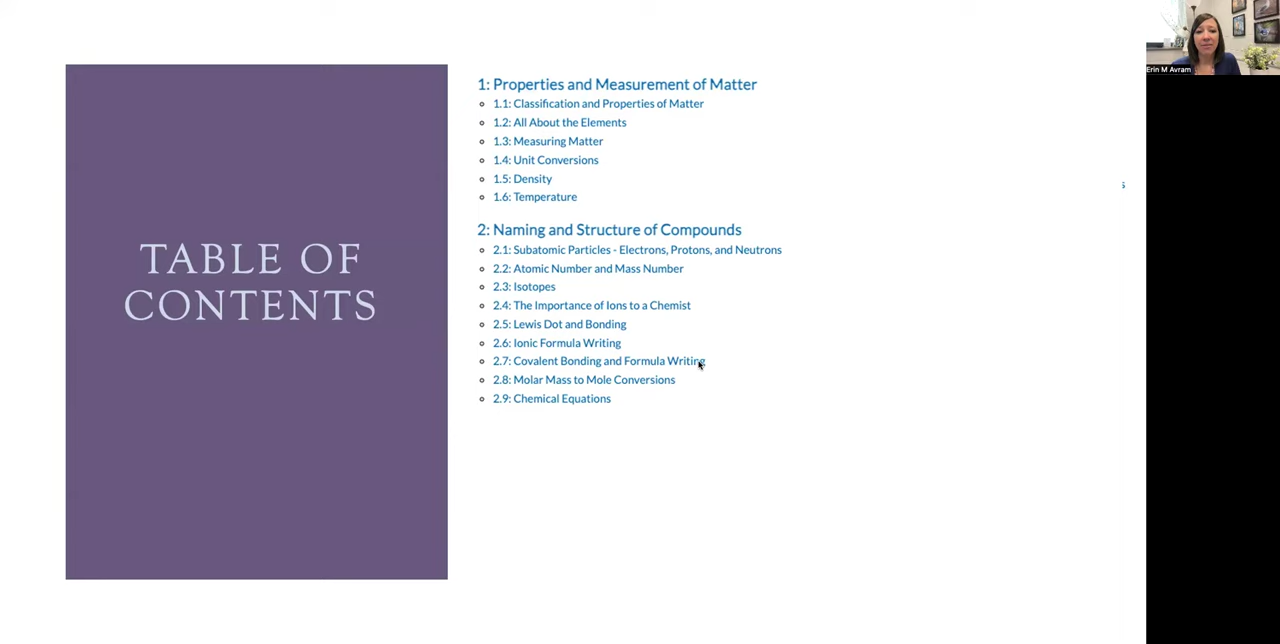 TABLE OF
CONTENTS
1: Properties and Measurement of Matter
1.1: Classification and Properties of Matter
1.2: All About the Elements
1.3: Measuring Matter
1.4: Unit Conversions
1.5: Density
1.6: Temperature
2: Naming and Structure of Compounds
2.1: Subatomic Particles - Electrons, Protons, and Neutrons
2.2: Atomic Number and Mass Number
2.3: Isotopes
2.4: The Importance of Ions to a Chemist
2.5: Lewis Dot and Bonding
2.6: Ionic Formula Writing
2.7: Covalent Bonding and Formula Writing
2.8: Molar Mass to Mole Conversions
2.9: Chemical Equations
s
Erin M Avram